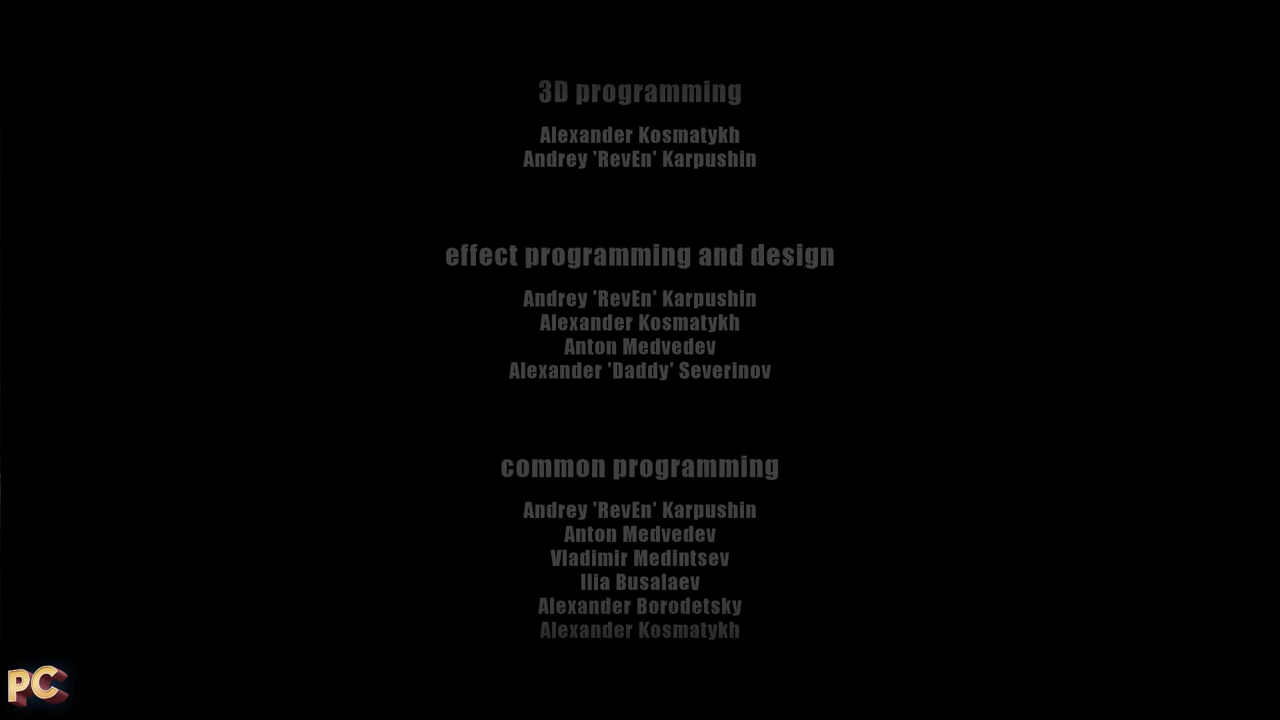 3D programming
Alexander Kosmatykh
Andrey 'RevEn' Karpushin
effect programming and design
Andrey 'RevEn' Karpushin
Alexander Kosmatykh
Anton Medvedev
Alexander 'Daddy' Severinov
common programming
Andrey 'RevEn' Karpushin
Anton Medvedev
Vladimir Medintsev
Ilia Busalaev
Alexander Borodetsky
Alexander Kosmatykh
PC